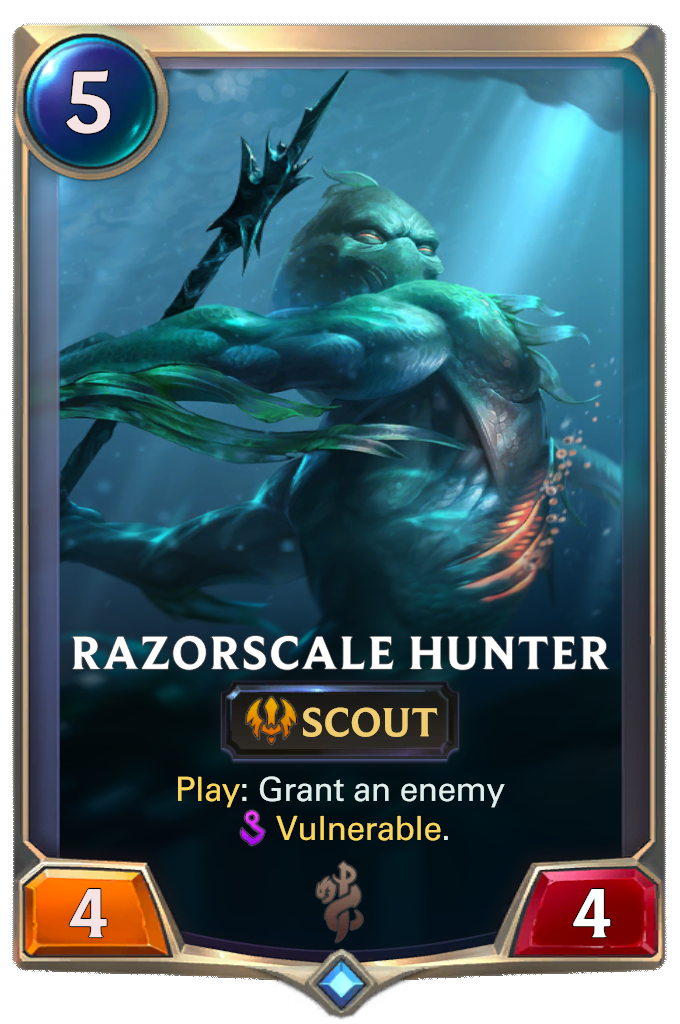 5
RAZORSCALE HUNTER
SCOUT
Play: Grant an enemy
Vulnerable.
4 4